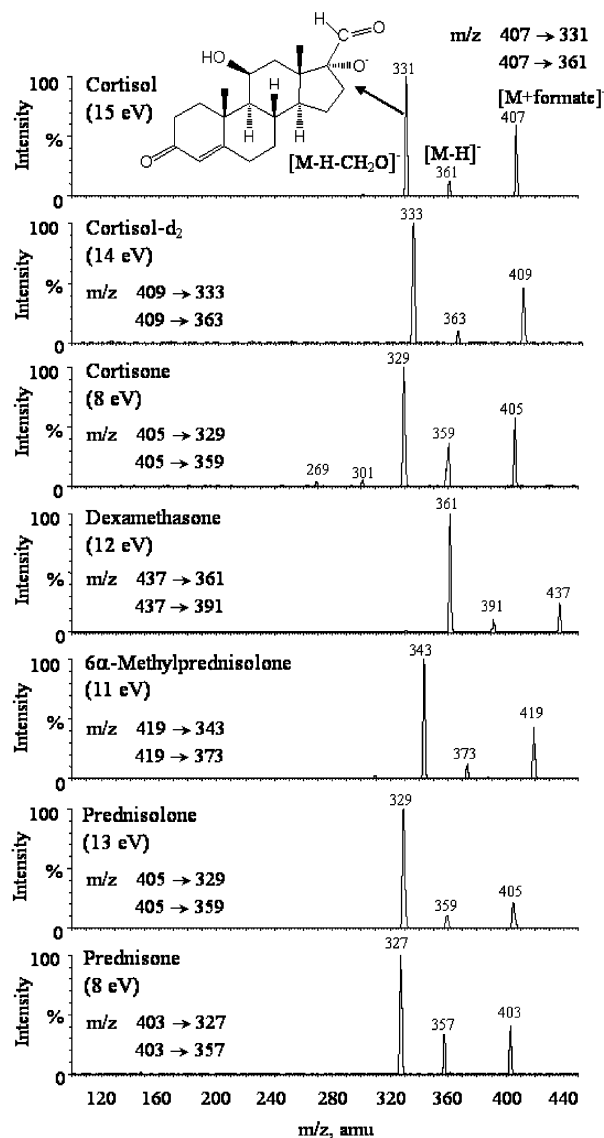 O
HO
H
O⁻
H
H
H
O
m/z 407 → 331
407 → 361
Intensity
100
%
0
Cortisol
(15 eV)
331
[M-H-CH₂O]⁻
[M-H]⁻
361
[M+formate]⁻
407
Intensity
100
%
0
Cortisol-d₂
(14 eV)
m/z 409 → 333
409 → 363
333
363
409
Intensity
100
%
0
Cortisone
(8 eV)
m/z 405 → 329
405 → 359
269
301
329
359
405
Intensity
100
%
0
Dexamethasone
(12 eV)
m/z 437 → 361
437 → 391
361
391
437
Intensity
100
%
0
6α-Methylprednisolone
(11 eV)
m/z 419 → 343
419 → 373
343
373
419
Intensity
100
%
0
Prednisolone
(13 eV)
m/z 405 → 329
405 → 359
329
359
405
Intensity
100
%
0
Prednisone
(8 eV)
m/z 403 → 327
403 → 357
327
357
403
120 160 200 240 280 320 360 400 440
m/z, amu